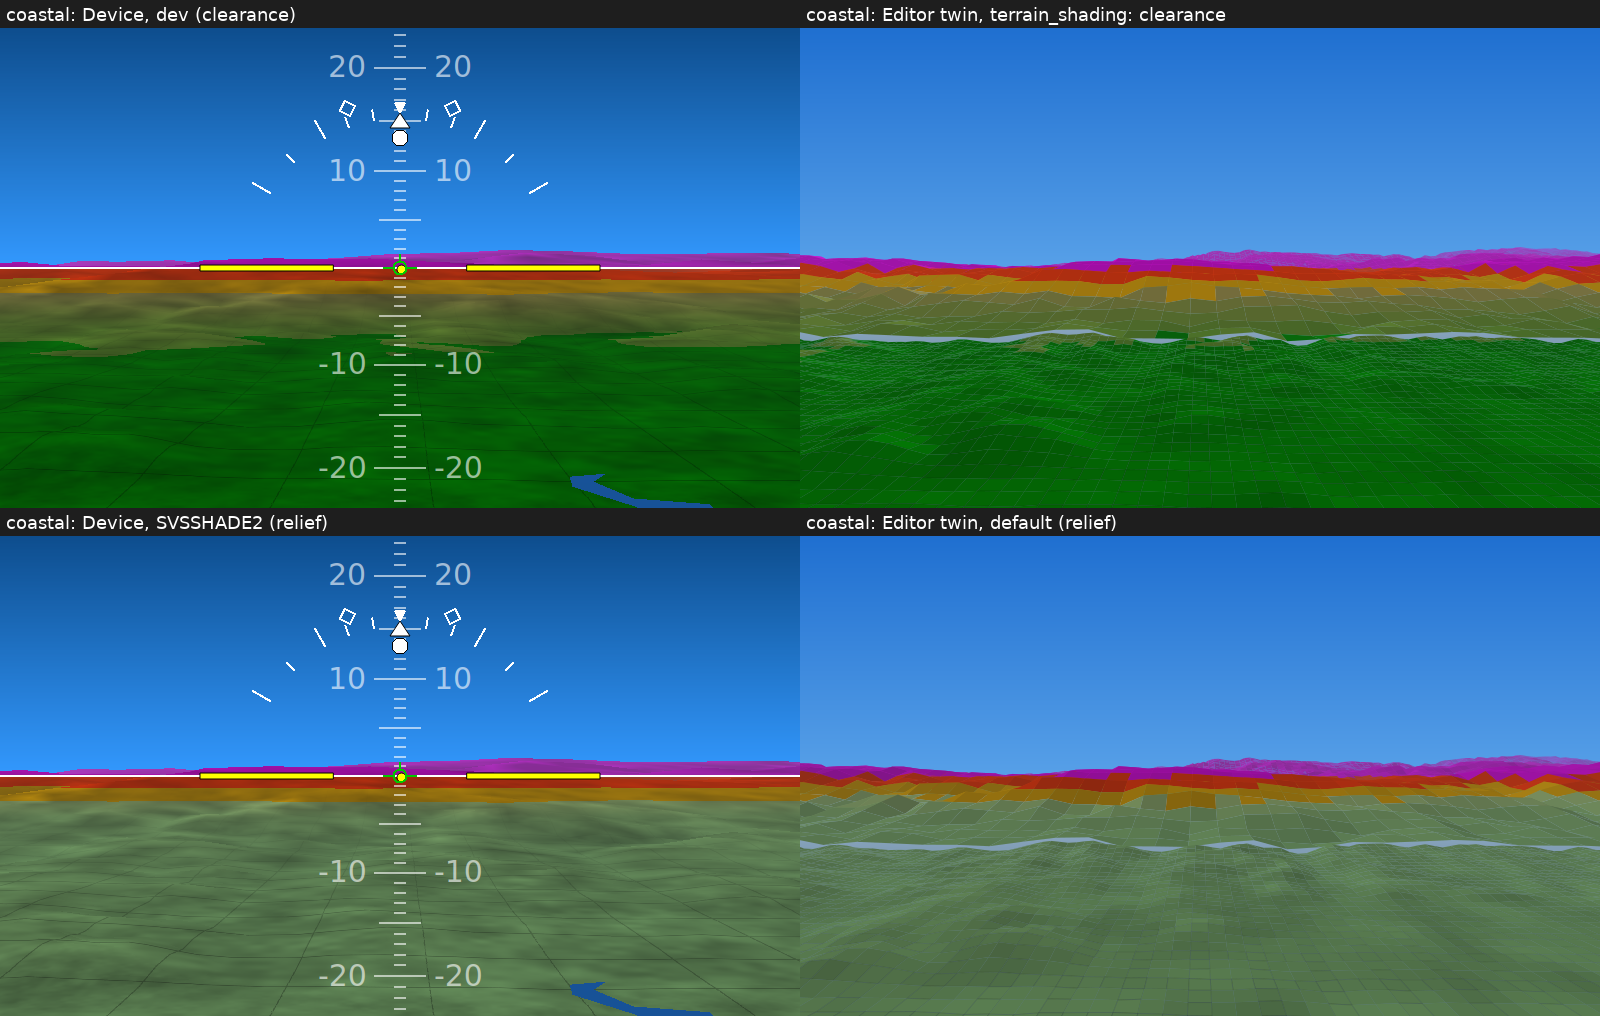 coastal: Device, dev (clearance)
coastal: Editor twin, terrain_shading: clearance
20 20
10 10
-10 -10
-20 -20
coastal: Device, SVSSHADE2 (relief)
coastal: Editor twin, default (relief)
20 20
10 10
-10 -10
-20 -20